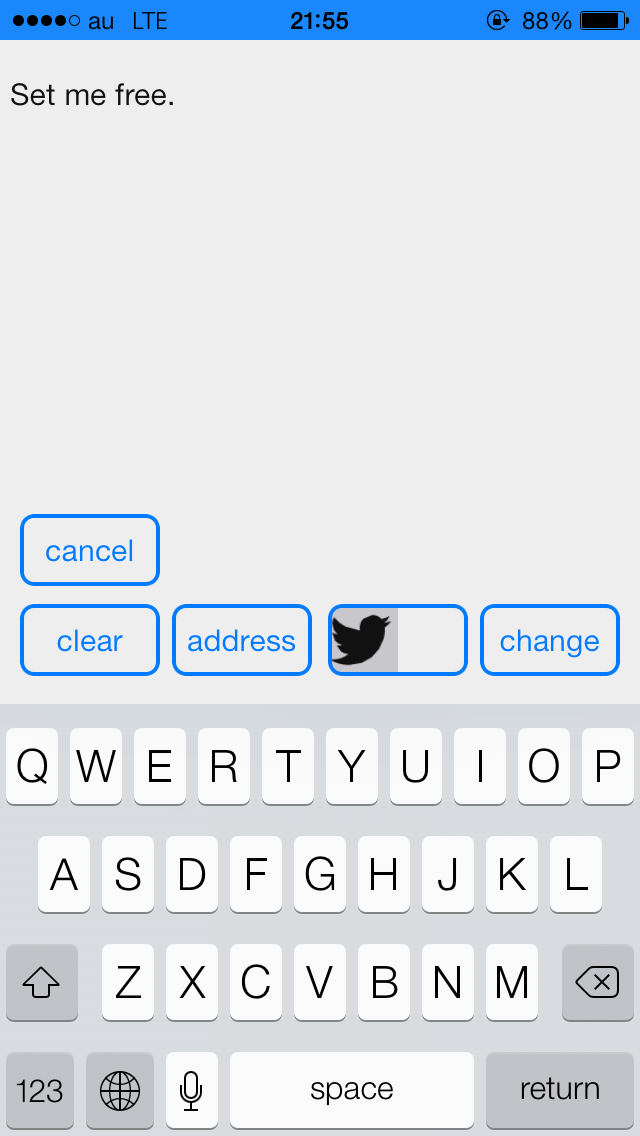 au LTE 21:55 88%
Set me free.
cancel
clear address change
Q W E R T Y U I O P
A S D F G H J K L
Z X C V B N M
123 space return